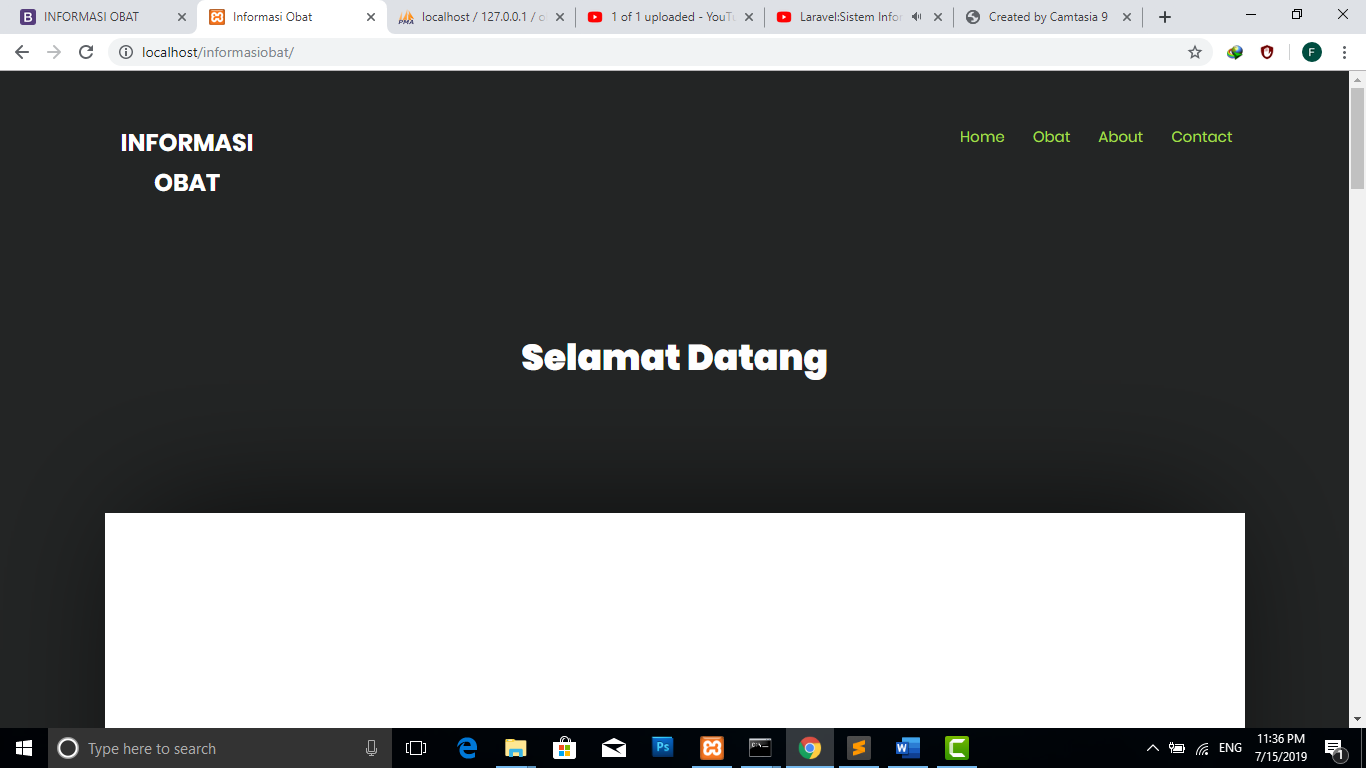 INFORMASI OBAT
Informasi Obat
localhost / 127.0.0.1 / o
1 of 1 uploaded - YouTu
Laravel:Sistem Infor
Created by Camtasia 9
localhost/informasiobat/
F
INFORMASI
OBAT
Home
Obat
About
Contact
Selamat Datang
Type here to search
ENG
11:36 PM
7/15/2019
1